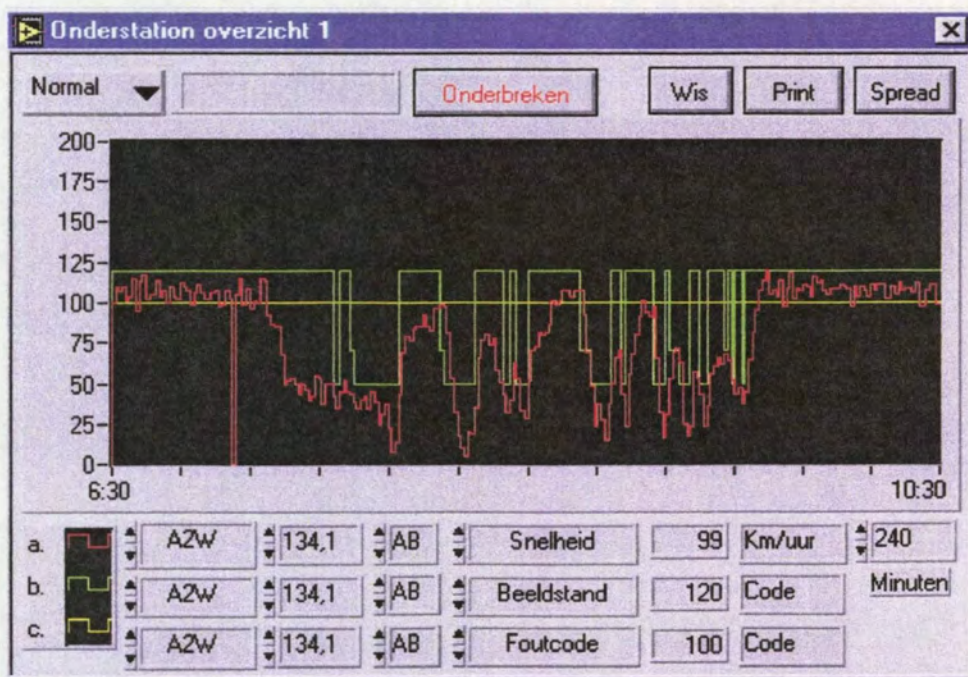 Onderstation overzicht 1
Normal Onderbreken Wis Print Spread
200
175
150
125
100
75
50
25
0
6:30 10:30
a. A2W 134,1 AB Snelheid 99 Km/uur 240
b. A2W 134,1 AB Beeldstand 120 Code Minuten
c. A2W 134,1 AB Foutcode 100 Code